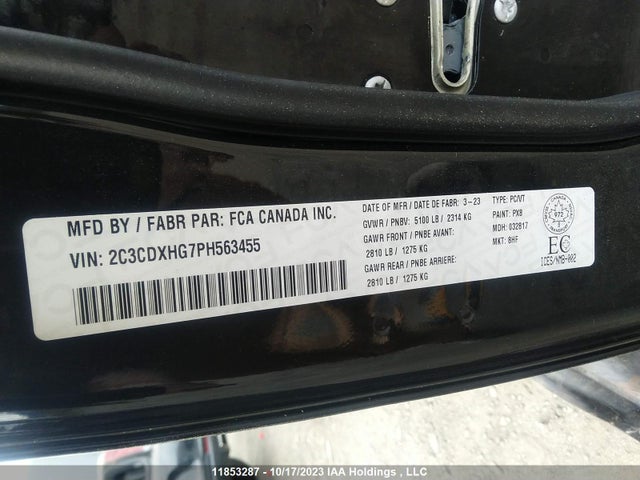 MFD BY / FABR PAR: FCA CANADA INC.
VIN: 2C3CDXHG7PH563455
DATE OF MFR / DATE DE FABR: 3-23
GVWR / PNBV: 5100 LB / 2314 KG
GAWR FRONT / PNBE AVANT:
2810 LB / 1275 KG
GAWR REAR / PNBE ARRIERE:
2810 LB / 1275 KG
TYPE: PC/VT
PAINT: PX8
MDH: 032817
MKT: BHF
972
EC
ICES/NMB-002
11853287 - 10/17/2023 IAA Holdings , LLC